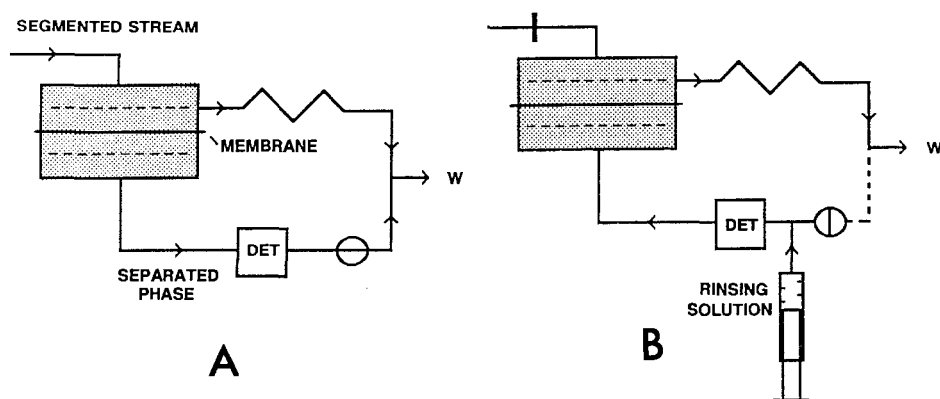 SEGMENTED STREAM
MEMBRANE
W
DET
SEPARATED
PHASE
A
W
DET
RINSING
SOLUTION
B